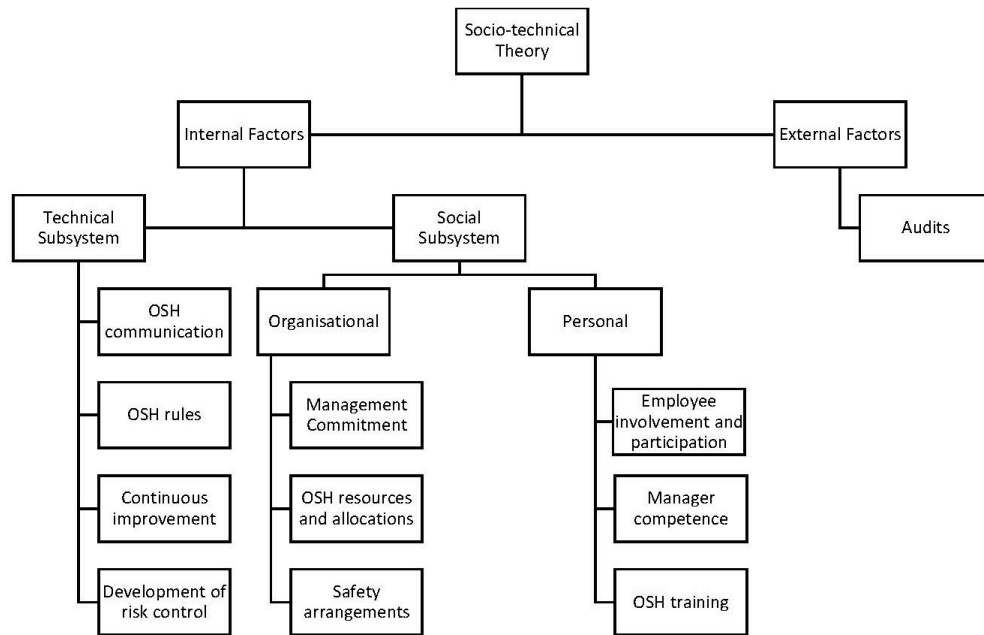 Socio-technical
Theory
Internal Factors
External Factors
Technical
Subsystem
Social
Subsystem
Audits
OSH
communication
Organisational
Personal
OSH rules
Management
Commitment
Employee
involvement and
participation
Continuous
improvement
OSH resources
and allocations
Manager
competence
Development of
risk control
Safety
arrangements
OSH training